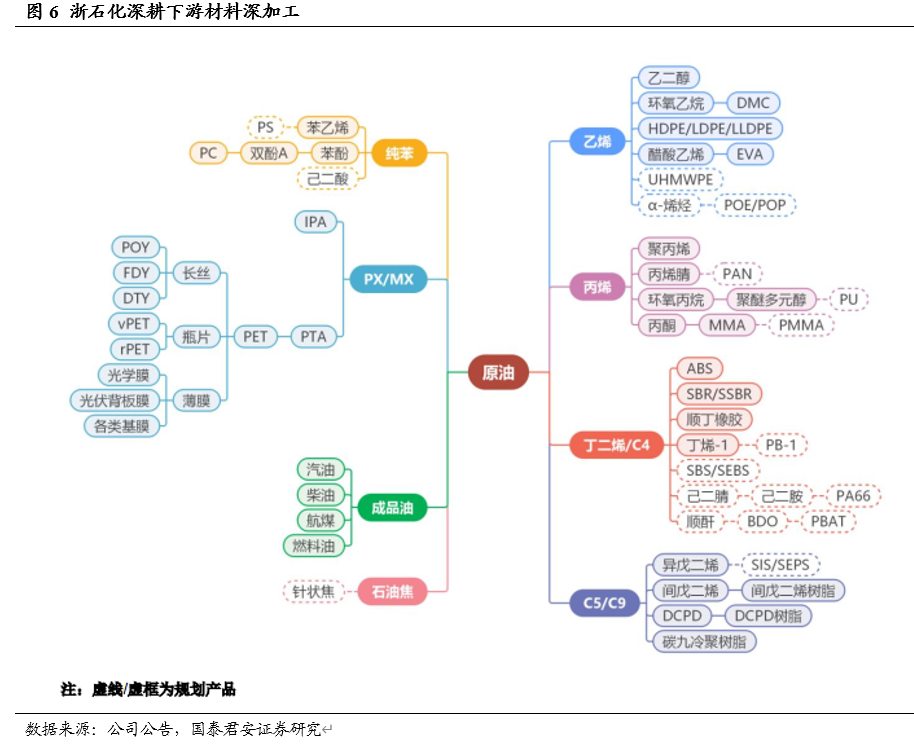 图 6 浙石化深耕下游材料深加工
PS
苯乙烯
PC
双酚A
苯酚
纯苯
己二酸
IPA
PX/MX
POY
FDY
长丝
DTY
vPET
瓶片
PET
PTA
rPET
光学膜
光伏背板膜
薄膜
各类基膜
汽油
柴油
成品油
航煤
燃料油
针状焦
石油焦
原油
乙烯
乙二醇
环氧乙烷
DMC
HDPE/LDPE/LLDPE
醋酸乙烯
EVA
UHMWPE
α-烯烃
POE/POP
丙烯
聚丙烯
丙烯腈
PAN
环氧丙烷
聚醚多元醇
PU
丙酮
MMA
PMMA
丁二烯/C4
ABS
SBR/SSBR
顺丁橡胶
丁烯-1
PB-1
SBS/SEBS
己二腈
己二胺
PA66
顺酐
BDO
PBAT
C5/C9
异戊二烯
SIS/SEPS
间戊二烯
间戊二烯树脂
DCPD
DCPD树脂
碳九冷聚树脂
注：虚线/虚框为规划产品
数据来源：公司公告，国泰君安证券研究